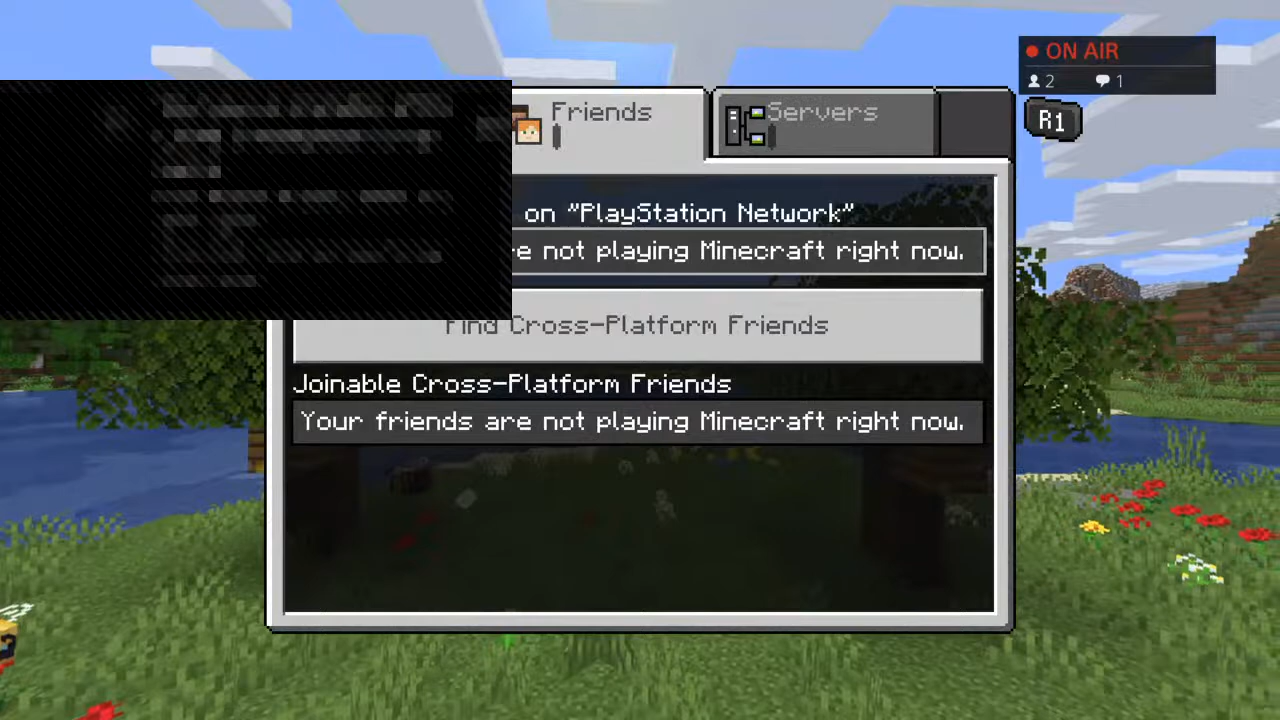 ON AIR
2 1
Friends
Servers
R1
on "PlayStation Network"
re not playing Minecraft right now.
Find Cross-Platform Friends
Joinable Cross-Platform Friends
Your friends are not playing Minecraft right now.